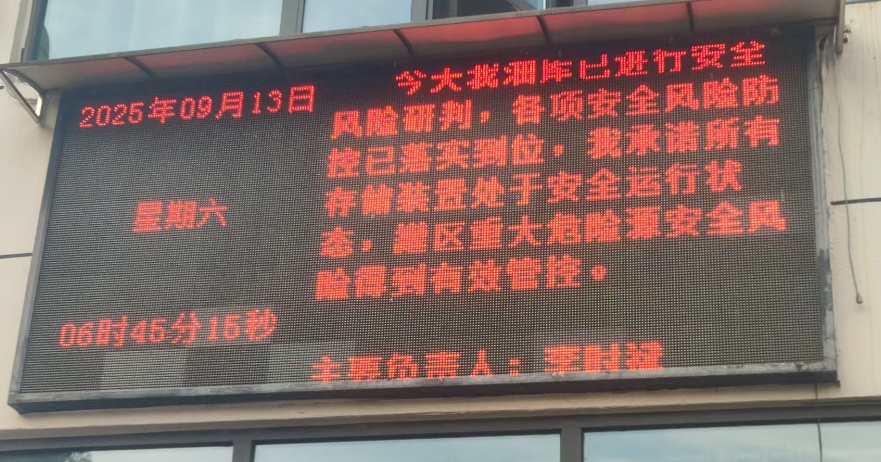 2025年09月13日
星期六
06时45分15秒
今天我油库已进行安全
风险研判，各项安全风险防
控已落实到位，我承诺所有
存储装置处于安全运行状
态，罐区重大危险源安全风
险得到有效管控。
主要负责人：李时